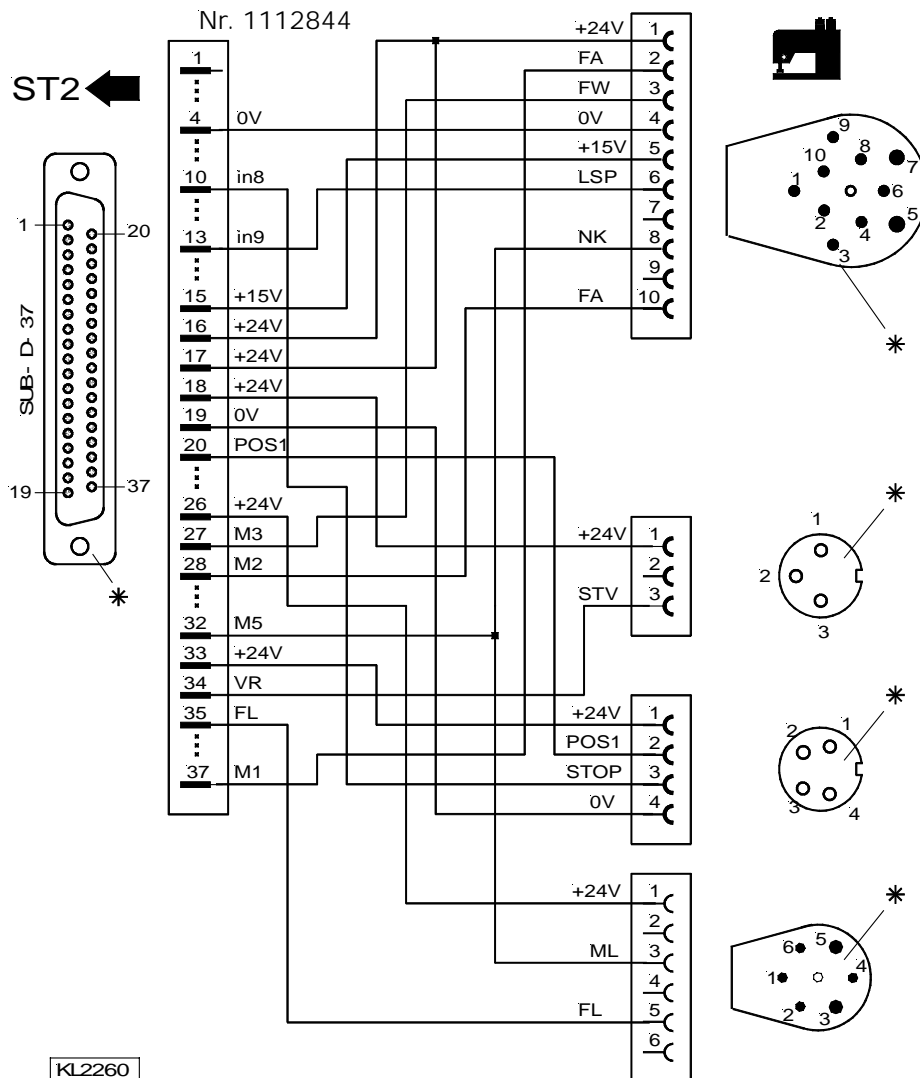 Nr. 1112844
ST2
1
4 0V
10 in8
13 in9
15 +15V
16 +24V
17 +24V
18 +24V
19 0V
20 POS1
26 +24V
27 M3
28 M2
32 M5
33 +24V
34 VR
35 FL
37 M1
1 20
SUB- D- 37
19 37
+24V 1
FA 2
FW 3
0V 4
+15V 5
LSP 6
7
NK 8
9
FA 10
9
10 8 7
1 6
2 4 5
3
+24V 1
2
STV 3
1
2
3
+24V 1
POS1 2
STOP 3
0V 4
2 1
3 4
+24V 1
2
ML 3
4
FL 5
6
6 5
1 4
2 3
KL2260